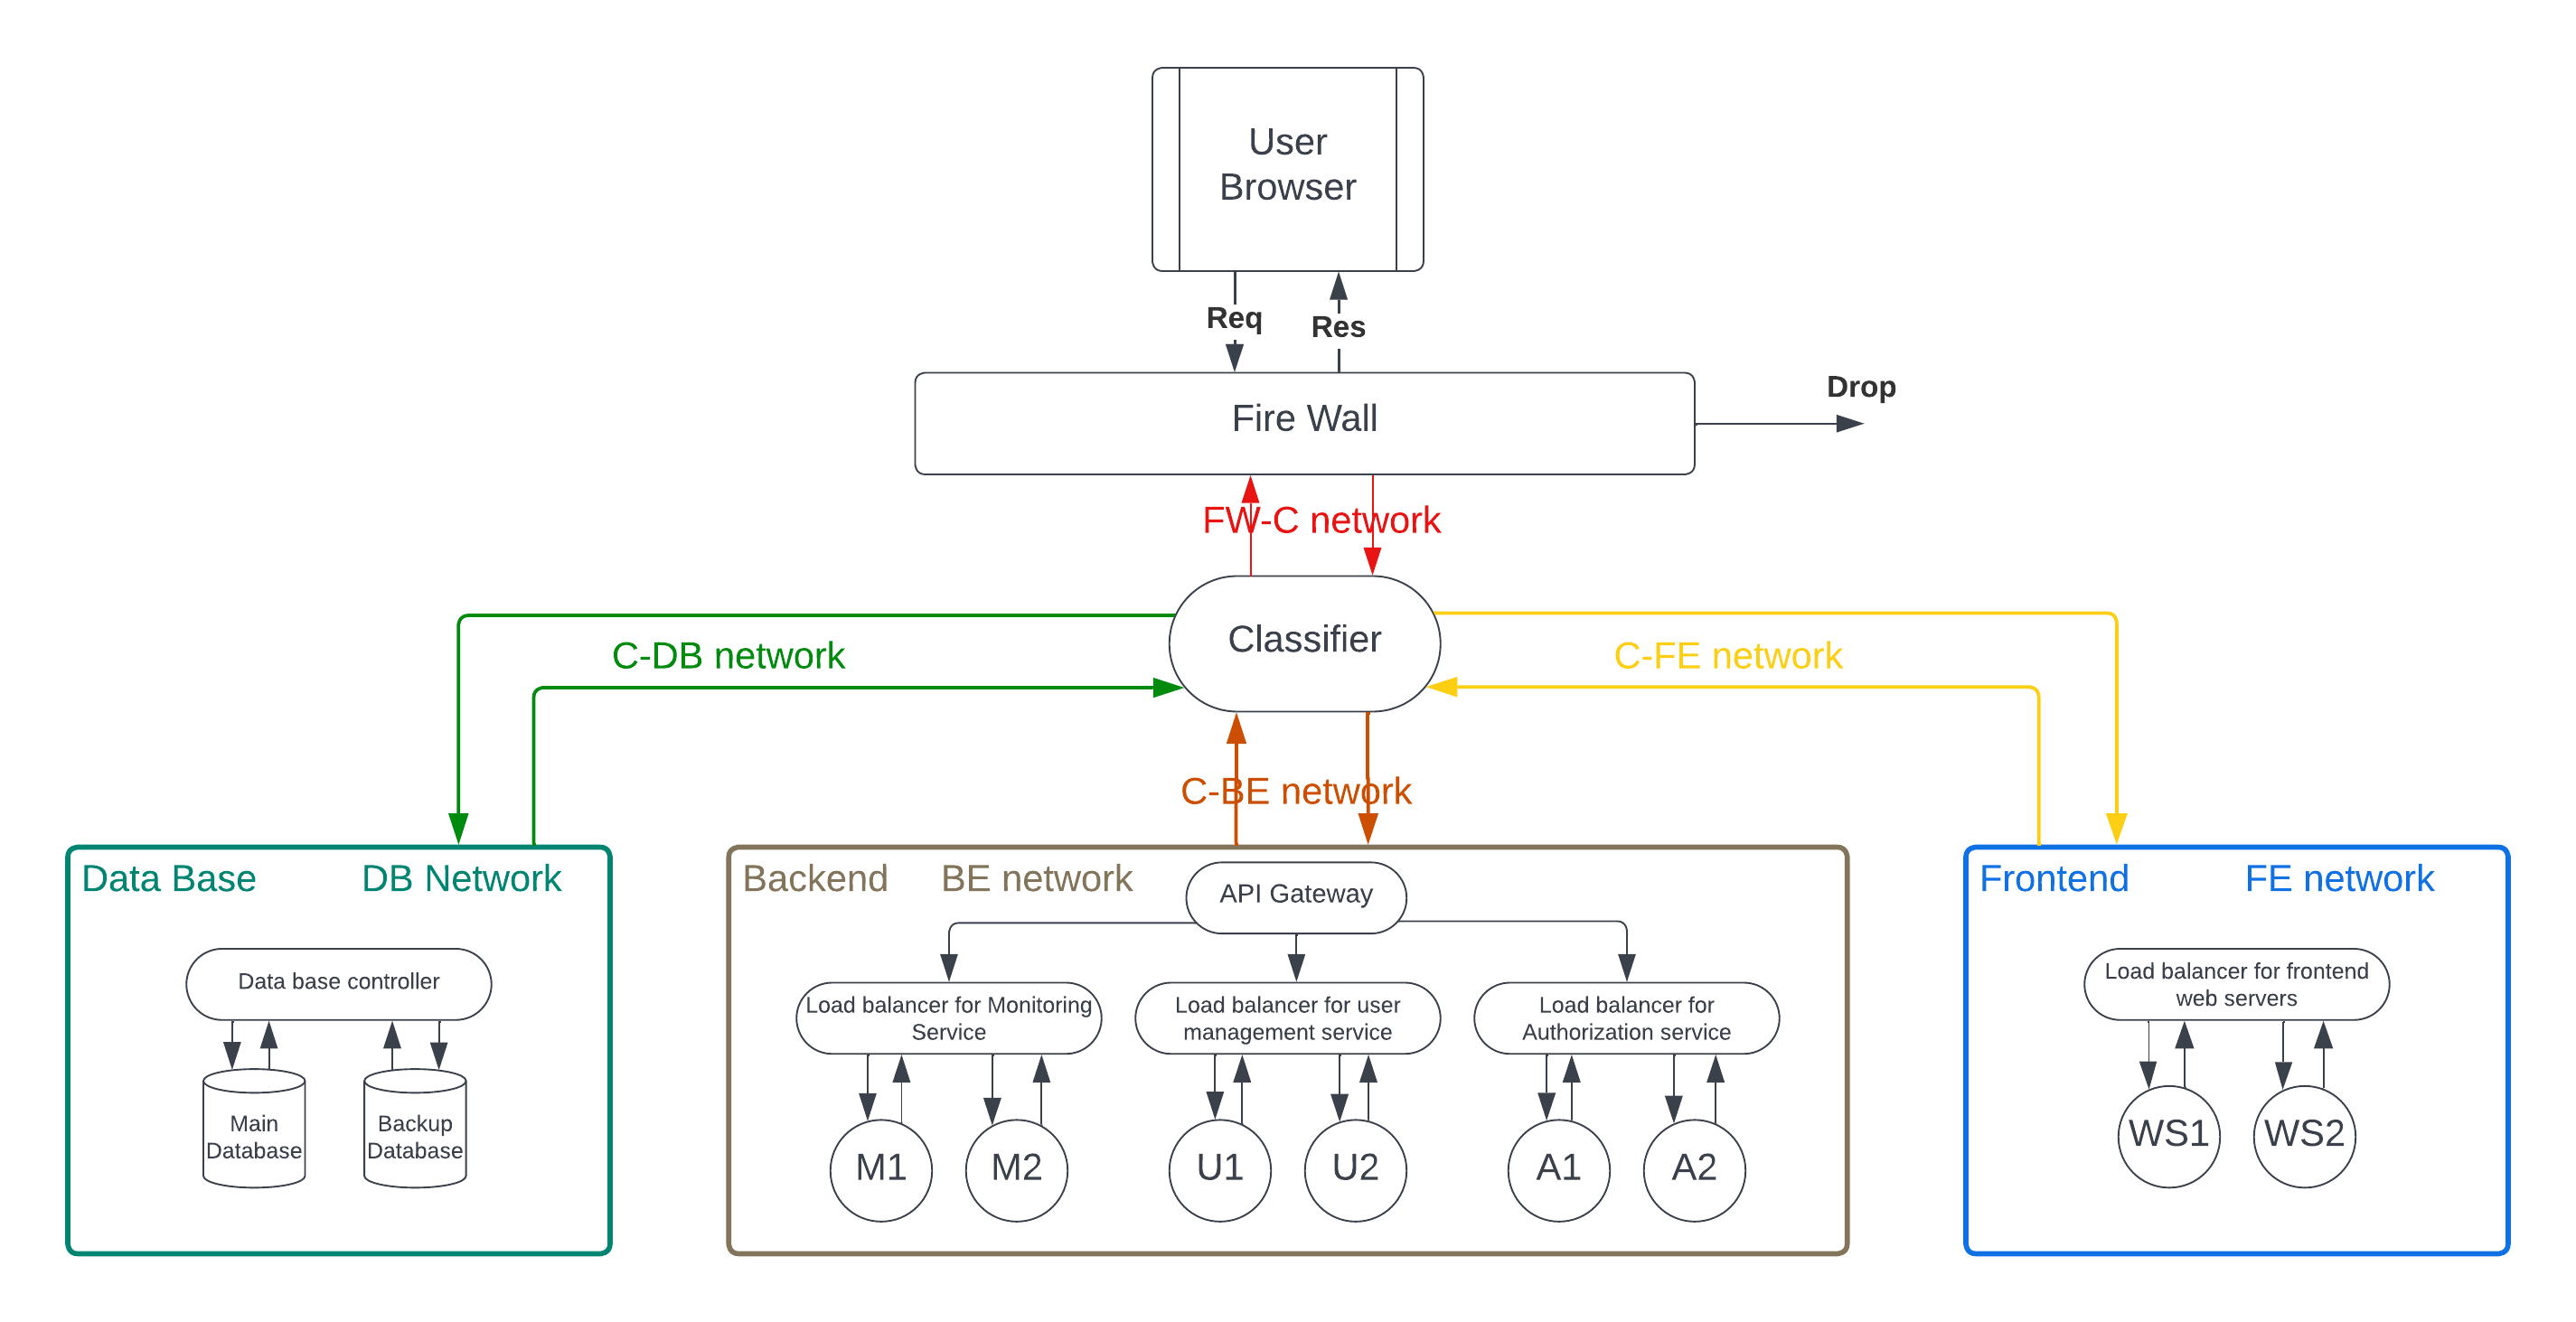 User
Browser
Req
Res
Drop
Fire Wall
FW-C network
Classifier
C-DB network
C-FE network
C-BE network
Data Base
DB Network
Data base controller
Main
Database
Backup
Database
Backend
BE network
API Gateway
Load balancer for Monitoring
Service
Load balancer for user
management service
Load balancer for
Authorization service
M1
M2
U1
U2
A1
A2
Frontend
FE network
Load balancer for frontend
web servers
WS1
WS2